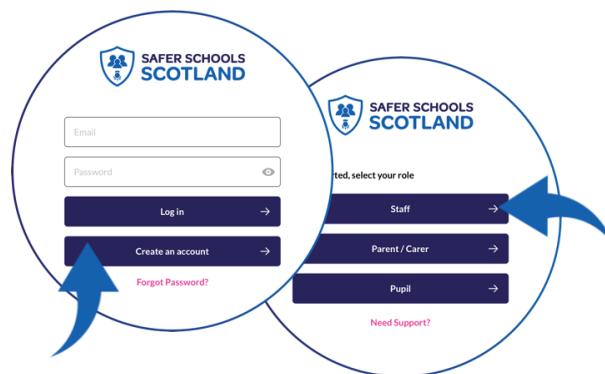 SAFER SCHOOLS
SCOTLAND
Email
Password
Log in
Create an account
Forgot Password?
SAFER SCHOOLS
SCOTLAND
rted, select your role
Staff
Parent / Carer
Pupil
Need Support?